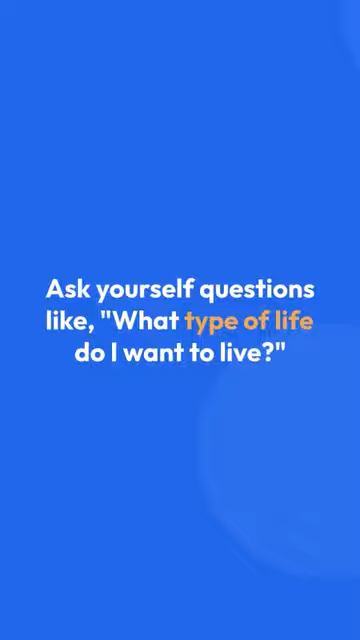 Ask yourself questions
like, "What type of life
do I want to live?"